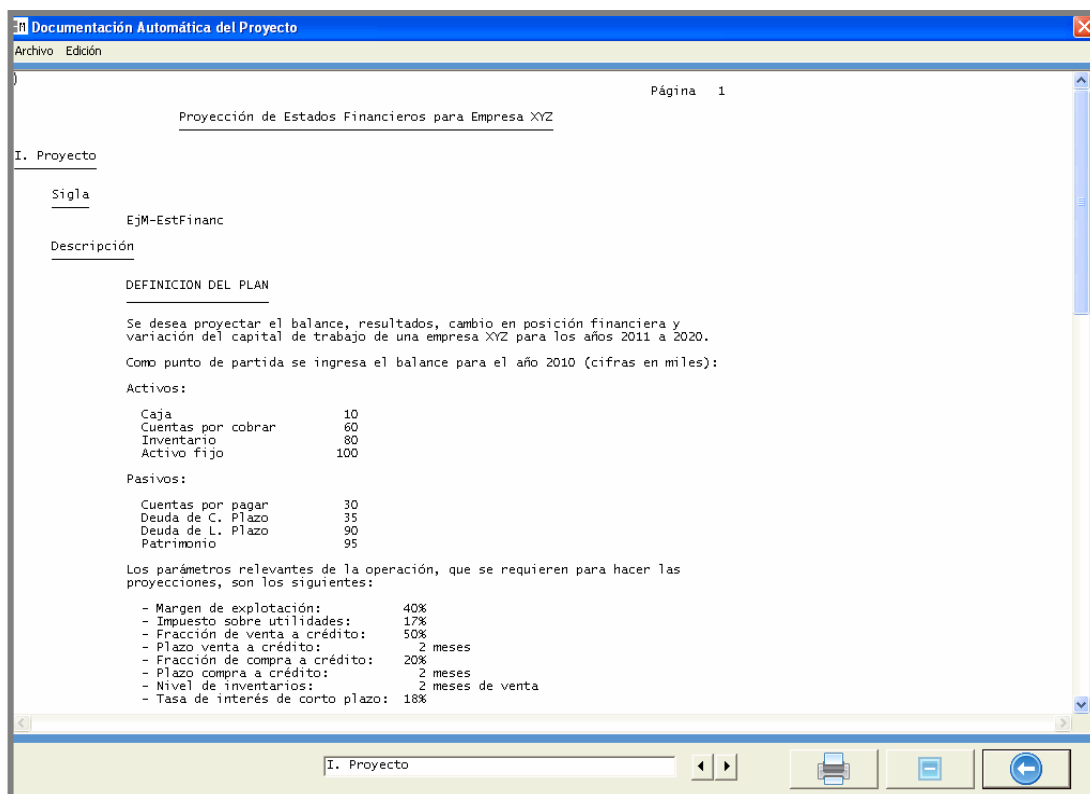 Documentación Automática del Proyecto
Archivo Edición
)
Página 1
Proyección de Estados Financieros para Empresa XYZ
I. Proyecto
Sigla
EjM-EstFinanc
Descripción
DEFINICION DEL PLAN
Se desea proyectar el balance, resultados, cambio en posición financiera y
variación del capital de trabajo de una empresa XYZ para los años 2011 a 2020.
Como punto de partida se ingresa el balance para el año 2010 (cifras en miles):
Activos:
Caja 10
Cuentas por cobrar 60
Inventario 80
Activo fijo 100
Pasivos:
Cuentas por pagar 30
Deuda de C. Plazo 35
Deuda de L. Plazo 90
Patrimonio 95
Los parámetros relevantes de la operación, que se requieren para hacer las
proyecciones, son los siguientes:
- Margen de explotación: 40%
- Impuesto sobre utilidades: 17%
- Fracción de venta a crédito: 50%
- Plazo venta a crédito: 2 meses
- Fracción de compra a crédito: 20%
- Plazo compra a crédito: 2 meses
- Nivel de inventarios: 2 meses de venta
- Tasa de interés de corto plazo: 18%
I. Proyecto